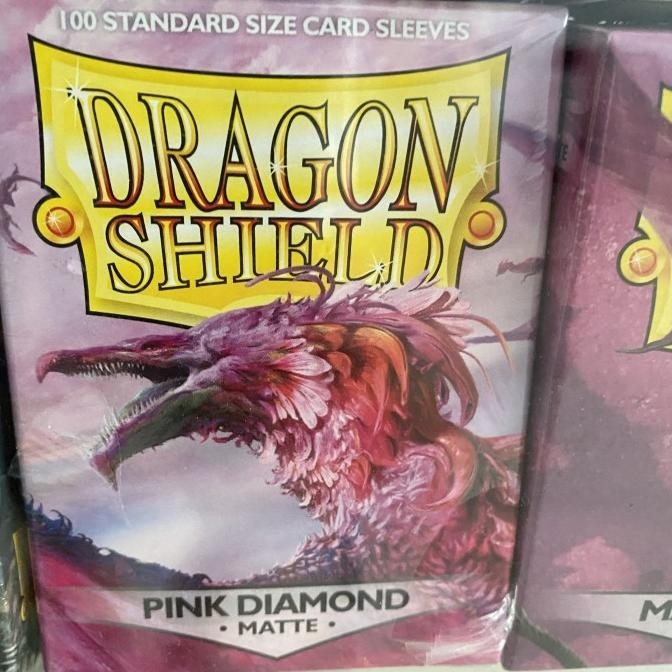 100 STANDARD SIZE CARD SLEEVES
DRAGON
SHIELD
PINK DIAMOND
• MATTE •